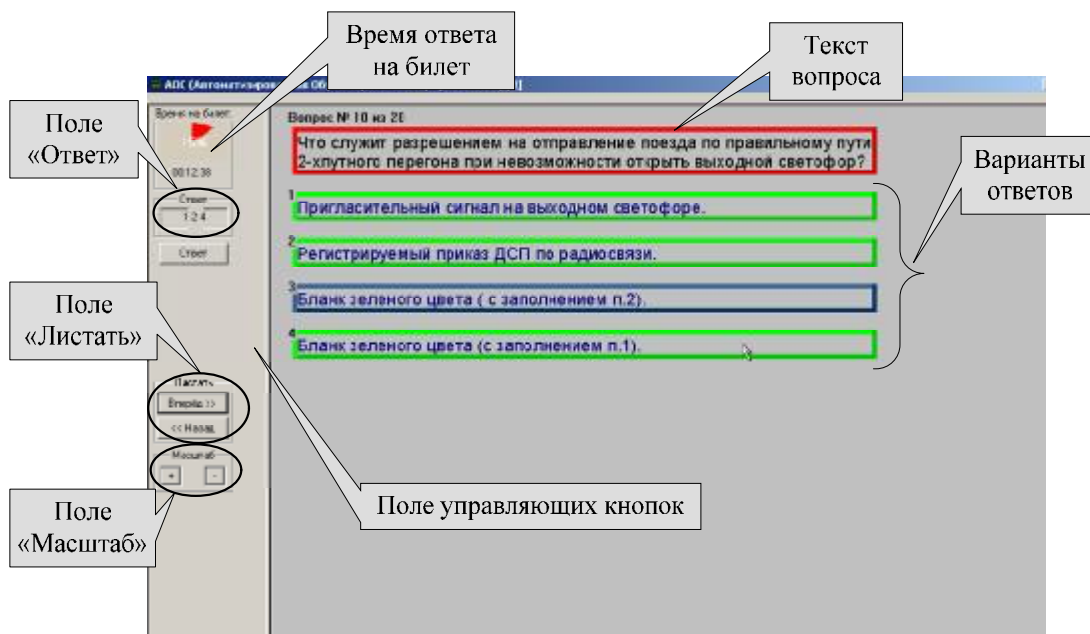 Время ответа
на билет
Текст
вопроса
АОС (Автоматизиров
Об
Поле
«Ответ»
Время на билет:
00:12:38
Ответ
1 2 4
Ответ
Вопрос № 10 из 20
Что служит разрешением на отправление поезда по правильному пути
2-хпутного перегона при невозможности открыть выходной светофор?
Варианты
ответов
1
Пригласительный сигнал на выходном светофоре.
2
Регистрируемый приказ ДСП по радиосвязи.
3
Бланк зеленого цвета ( с заполнением п.2).
4
Бланк зеленого цвета (с заполнением п.1).
Поле
«Листать»
Листать
Вперёд >>
<< Назад
Масштаб
+ -
Поле управляющих кнопок
Поле
«Масштаб»